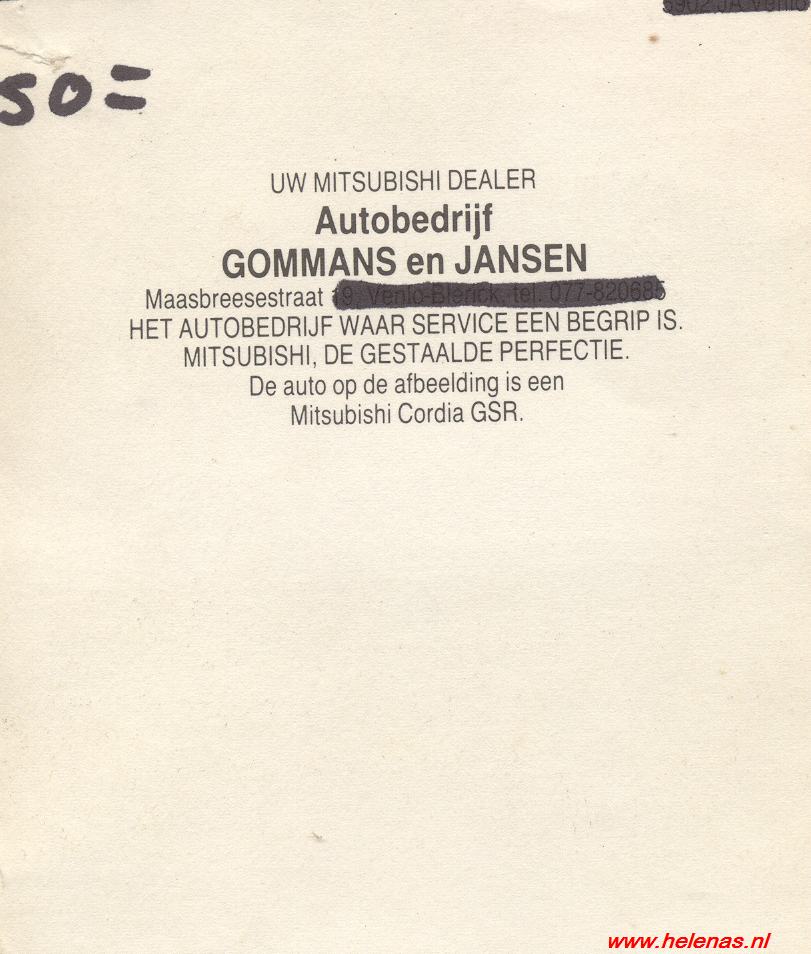 50=
UW MITSUBISHI DEALER
Autobedrijf
GOMMANS en JANSEN
Maasbreesestraat
HET AUTOBEDRIJF WAAR SERVICE EEN BEGRIP IS.
MITSUBISHI, DE GESTAALDE PERFECTIE.
De auto op de afbeelding is een
Mitsubishi Cordia GSR.
www.helenas.nl